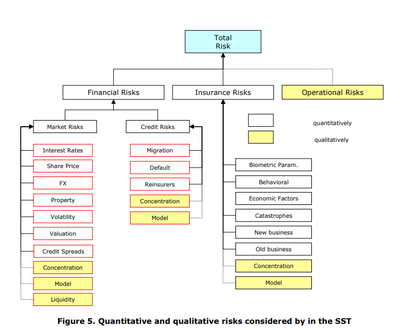 Total
Risk
Financial Risks
Insurance Risks
Operational Risks
quantitatively
qualitatively
Market Risks
Credit Risks
Interest Rates
Share Price
FX
Property
Volatility
Valuation
Credit Spreads
Concentration
Model
Liquidity
Migration
Default
Reinsurers
Concentration
Model
Biometric Param.
Behavioral
Economic Factors
Catastrophes
New business
Old business
Concentration
Model
Figure 5. Quantitative and qualitative risks considered by in the SST